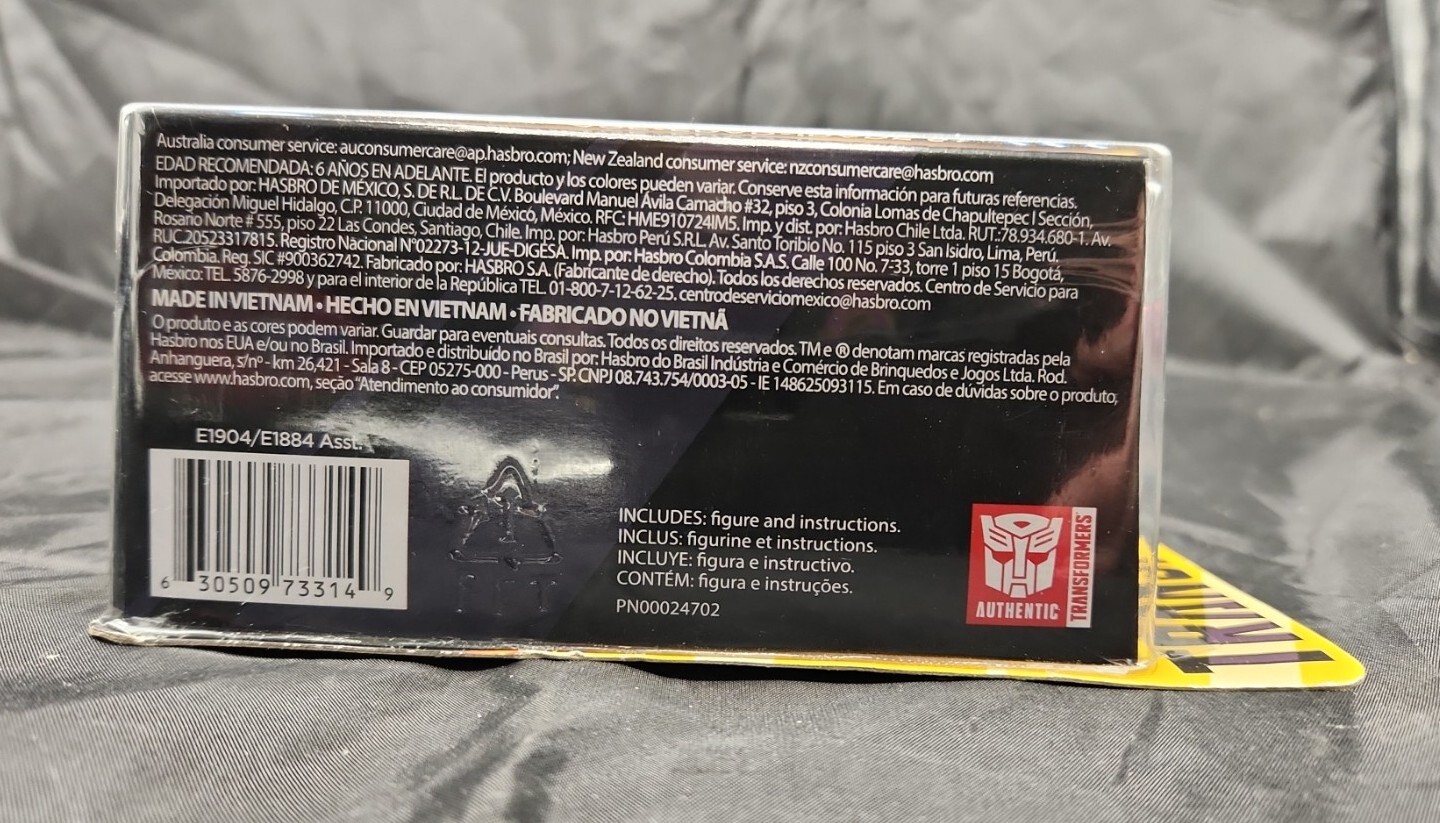 Australia consumer service: auconsumercare@ap.hasbro.com; New Zealand consumer service: nzconsumercare@hasbro.com
EDAD RECOMENDADA: 6 AÑOS EN ADELANTE. El producto y los colores pueden variar. Conserve esta información para futuras referencias.
Importado por: HASBRO DE MÉXICO, S. DE R.L. DE C.V. Boulevard Manuel Ávila Camacho #32, piso 3, Colonia Lomas de Chapultepec I Sección,
Delegación Miguel Hidalgo, C.P. 11000, Ciudad de México, México. RFC: HME910724IM5. Imp. y dist. por: Hasbro Chile Ltda. RUT:78.934.680-1. Av.
Rosario Norte # 555, piso 22 Las Condes, Santiago, Chile. Imp. por: Hasbro Perú S.R.L. Av. Santo Toribio No. 115 piso 3 San Isidro, Lima, Perú.
RUC.20523317815. Registro Nacional N°02273-12-JUE-DIGESA. Imp. por: Hasbro Colombia S.A.S. Calle 100 No. 7-33, torre 1 piso 15 Bogotá,
Colombia. Reg. SIC #900362742. Fabricado por: HASBRO S.A. (Fabricante de derecho). Todos los derechos reservados. Centro de Servicio para
México: TEL. 5876-2998 y para el interior de la República TEL. 01-800-7-12-62-25. centrodeserviciomexico@hasbro.com
MADE IN VIETNAM • HECHO EN VIETNAM • FABRICADO NO VIETNÃ
O produto e as cores podem variar. Guardar para eventuais consultas. Todos os direitos reservados. TM e ® denotam marcas registradas pela
Hasbro nos EUA e/ou no Brasil. Importado e distribuído no Brasil por: Hasbro do Brasil Indústria e Comércio de Brinquedos e Jogos Ltda. Rod.
Anhanguera, s/nº - km 26,421 - Sala 8 - CEP 05275-000 - Perus - SP. CNPJ 08.743.754/0003-05 - IE 148625093115. Em caso de dúvidas sobre o produto,
acesse www.hasbro.com, seção "Atendimento ao consumidor".
E1904/E1884 Asst.
6 30509 73314 9
1
INCLUDES: figure and instructions.
INCLUS: figurine et instructions.
INCLUYE: figura e instructivo.
CONTÉM: figura e instruções.
PN00024702
AUTHENTIC
TRANSFORMERS